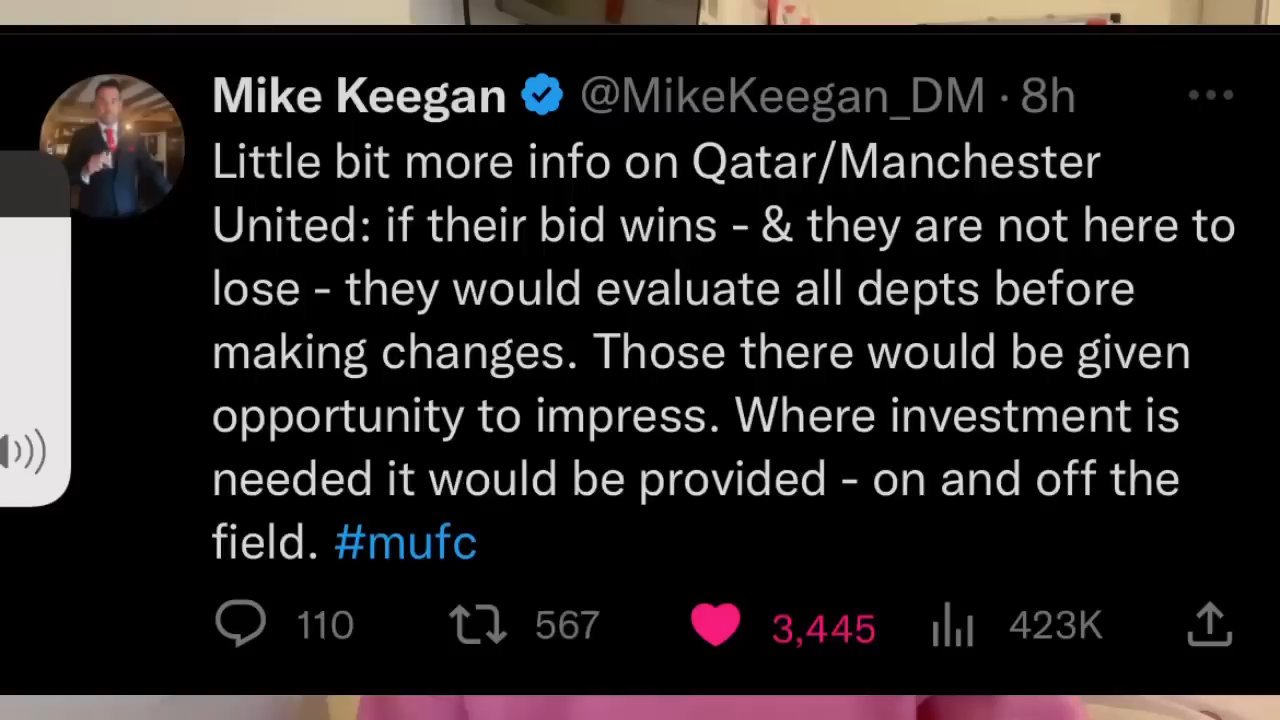 Mike Keegan @MikeKeegan_DM · 8h
Little bit more info on Qatar/Manchester
United: if their bid wins - & they are not here to
lose - they would evaluate all depts before
making changes. Those there would be given
opportunity to impress. Where investment is
needed it would be provided - on and off the
field. #mufc
110 567 3,445 423K